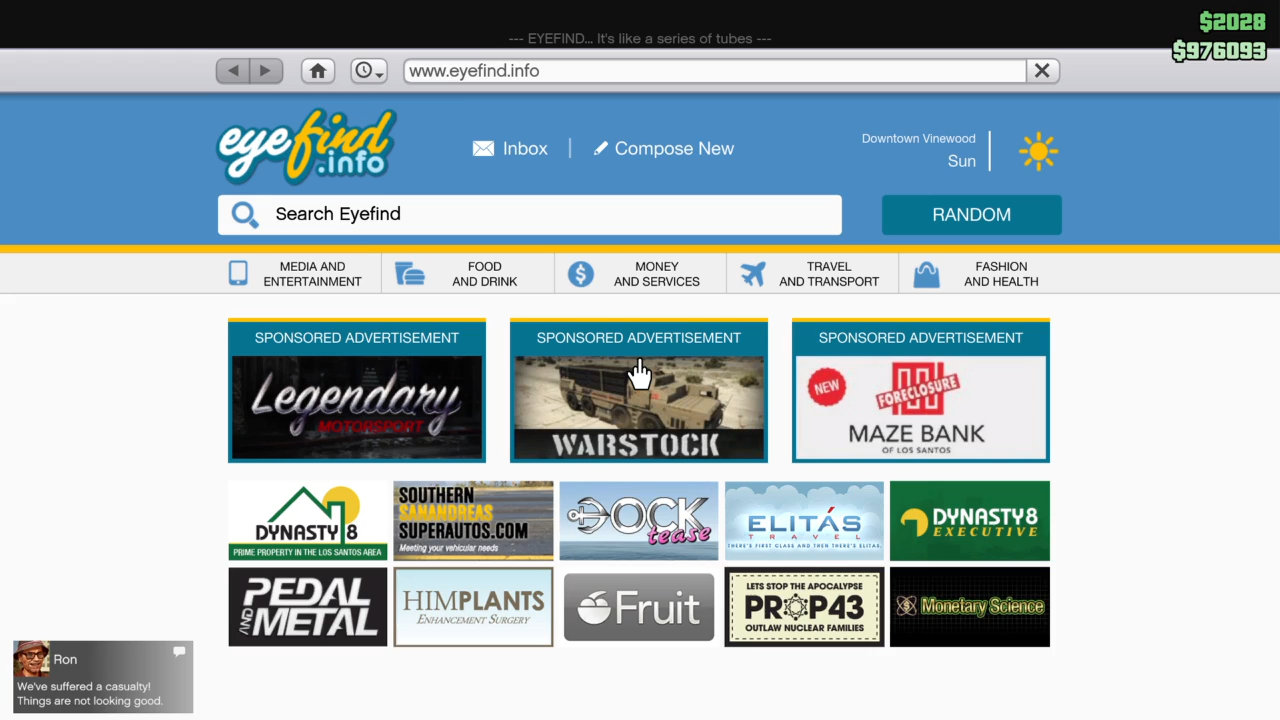 $2028
--- EYEFIND... It's like a series of tubes ---
$976093
www.eyefind.info
eyefind
.info
Inbox
Compose New
Downtown Vinewood
Sun
Search Eyefind
RANDOM
MEDIA AND
ENTERTAINMENT
FOOD
AND DRINK
MONEY
AND SERVICES
TRAVEL
AND TRANSPORT
FASHION
AND HEALTH
SPONSORED ADVERTISEMENT
Legendary
MOTORSPORT
SPONSORED ADVERTISEMENT
WARSTOCK
SPONSORED ADVERTISEMENT
NEW
FORECLOSURE
MAZE BANK
OF LOS SANTOS
DYNASTY 8
PRIME PROPERTY IN THE LOS SANTOS AREA
SOUTHERN
SANANDREAS
SUPERAUTOS.COM
Meeting your vehicular needs
DOCK
tease
ELITÁS
TRAVEL
THERE'S FIRST CLASS AND THEN THERE'S ELITAS.
DYNASTY 8
EXECUTIVE
PEDAL
AND METAL
HIMPLANTS
ENHANCEMENT SURGERY
Fruit
LETS STOP THE APOCALYPSE
PROP43
OUTLAW NUCLEAR FAMILIES
Monetary Science
Ron
We've suffered a casualty!
Things are not looking good.